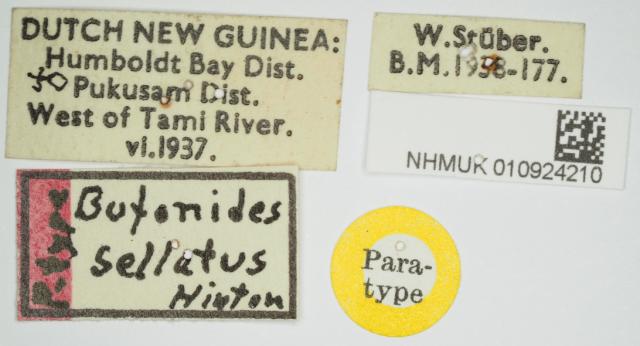 DUTCH NEW GUINEA:
Humboldt Bay Dist.
Pukusam Dist.
West of Tami River.
vi.1937.
W. Stüber.
B.M.1938-177.
NHMUK 010924210
P.type
Butonides
sellatus
Hinton
Para-
type